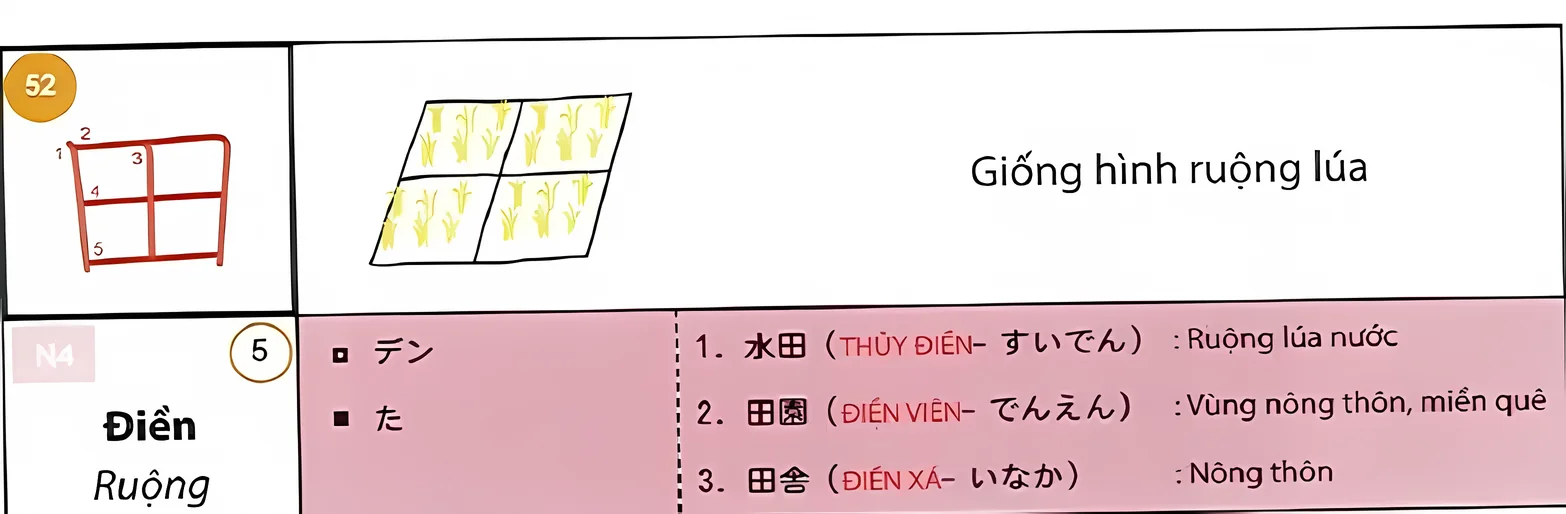 52
1
2
3
4
5
Giống hình ruộng lúa
N4
5
Điền
Ruộng
デン
た
1. 水田 (THỦY ĐIỀN- すいでん) : Ruộng lúa nước
2. 田園 (ĐIỀN VIÊN- でんえん) : Vùng nông thôn, miền quê
3. 田舎 (ĐIỀN XÁ- いなか) : Nông thôn